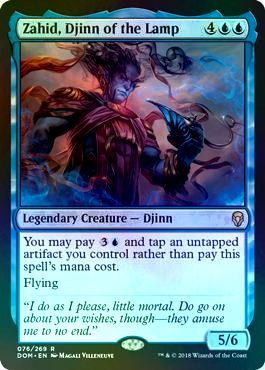 Zahid, Djinn of the Lamp 4
Legendary Creature — Djinn
You may pay 3 and tap an untapped
artifact you control rather than pay this
spell's mana cost.
Flying
"I do as I please, little mortal. Do go on
about your wishes, though—they amuse
me to no end."
5/6
076/269 R
DOM • EN MAGALI VILLENEUVE
™ & © 2018 Wizards of the Coast